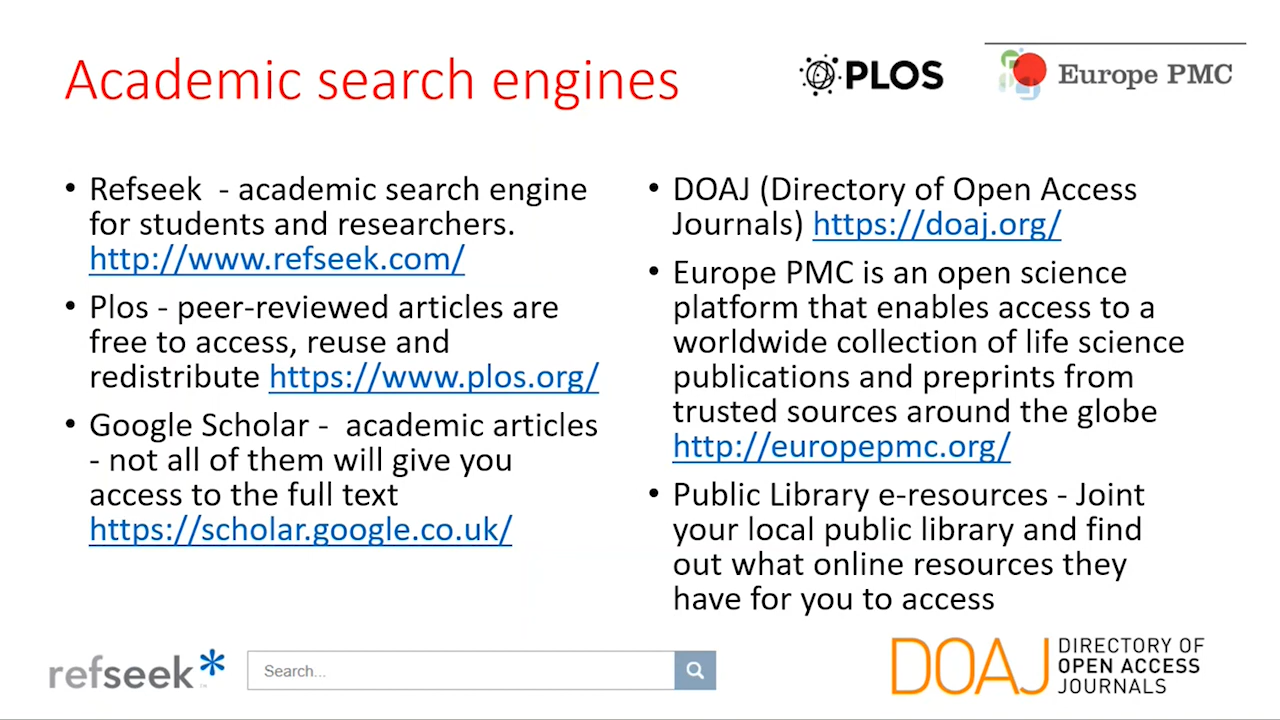 Academic search engines
PLOS
Europe PMC
• Refseek - academic search engine
for students and researchers.
http://www.refseek.com/
• Plos - peer-reviewed articles are
free to access, reuse and
redistribute https://www.plos.org/
• Google Scholar - academic articles
- not all of them will give you
access to the full text
https://scholar.google.co.uk/
• DOAJ (Directory of Open Access
Journals) https://doaj.org/
• Europe PMC is an open science
platform that enables access to a
worldwide collection of life science
publications and preprints from
trusted sources around the globe
http://europepmc.org/
• Public Library e-resources - Joint
your local public library and find
out what online resources they
have for you to access
refseek
Search...
DOAJ
DIRECTORY OF
OPEN ACCESS
JOURNALS